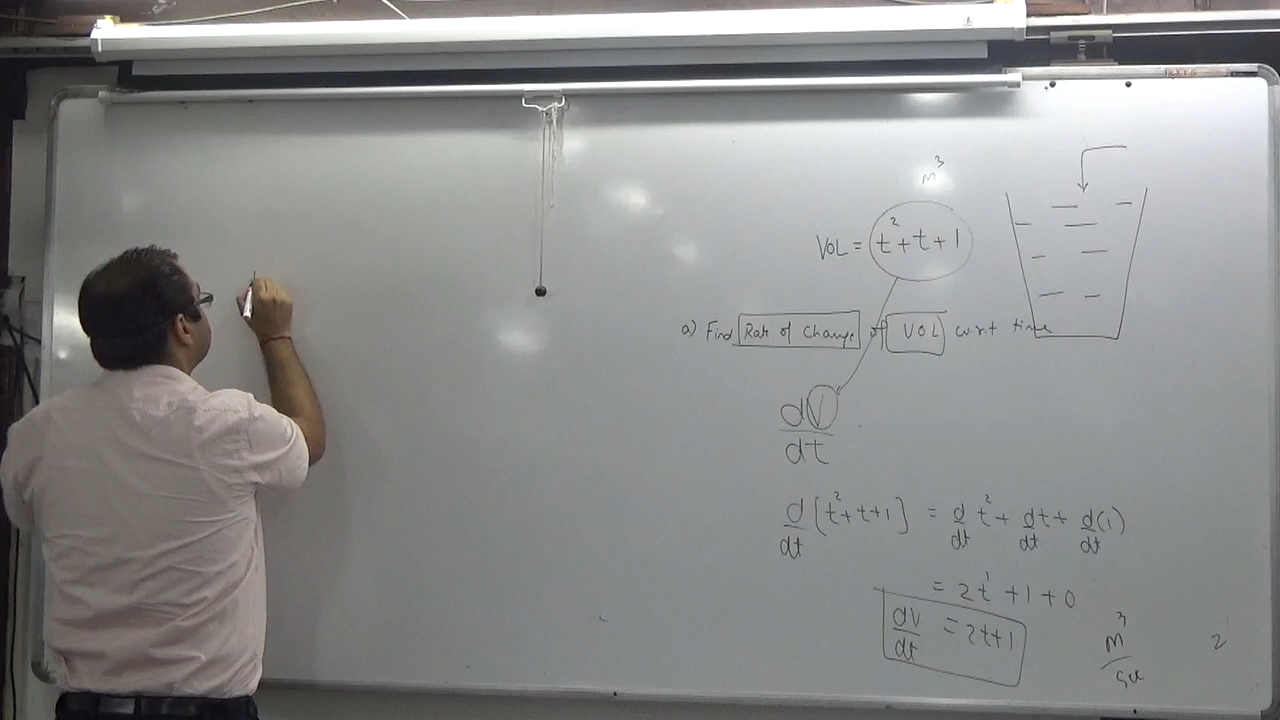 m³
VOL = t² + t + 1
a) Find Rate of Change of VOL w.r.t time
dV/dt
d/dt [t² + t + 1] = d/dt t² + d/dt t + d/dt (1)
= 2t¹ + 1 + 0
dV/dt = 2t+1
m³/sec
2